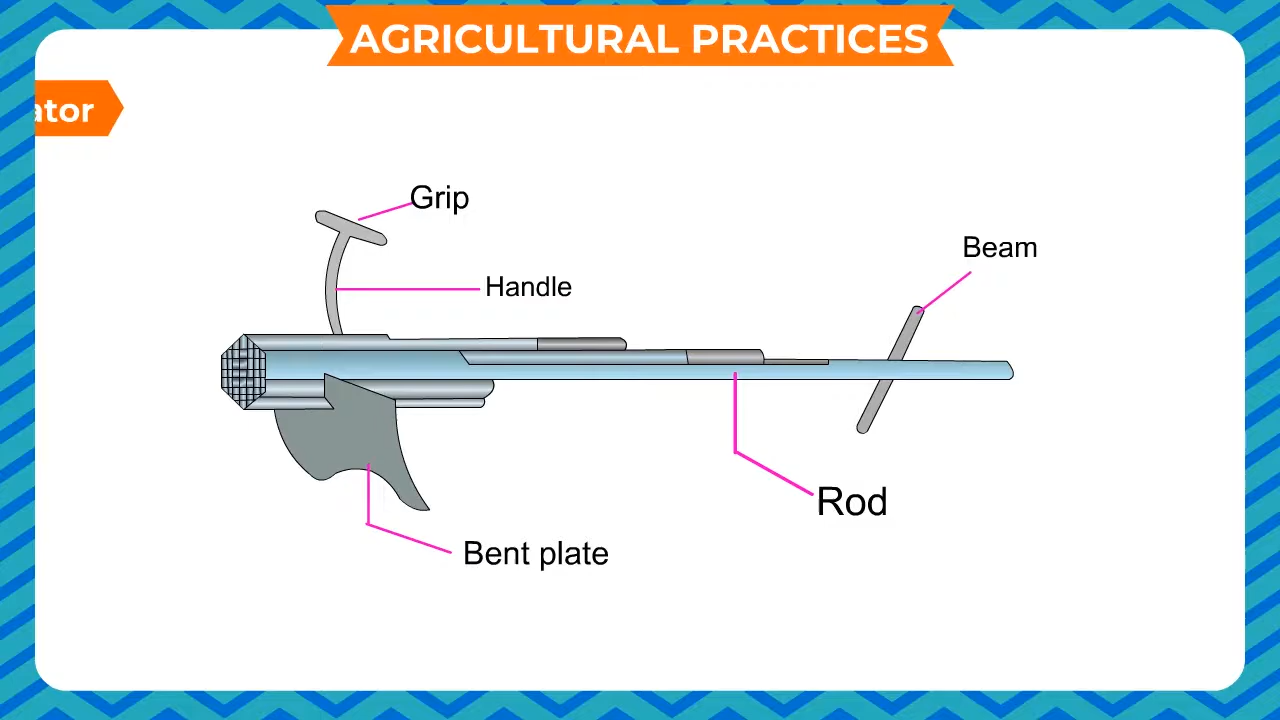 AGRICULTURAL PRACTICES
ator
Grip
Beam
Handle
Rod
Bent plate